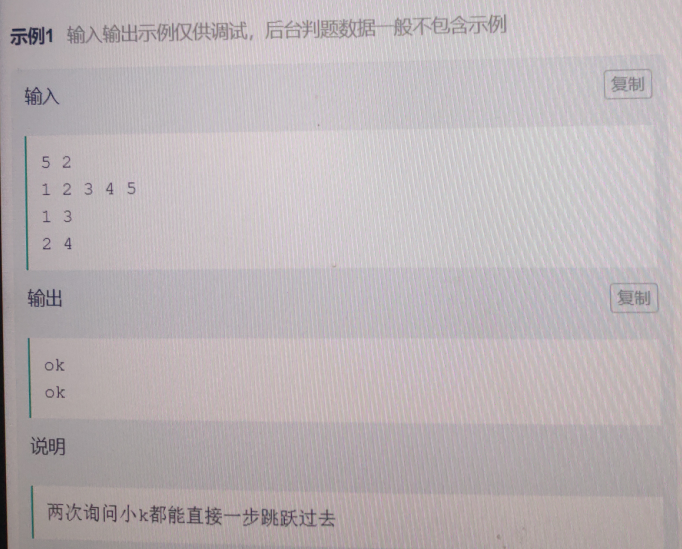 示例1 输入输出示例仅供调试，后台判题数据一般不包含示例
输入
复制
5 2
1 2 3 4 5
1 3
2 4
输出
复制
ok
ok
说明
两次询问小k都能直接一步跳跃过去